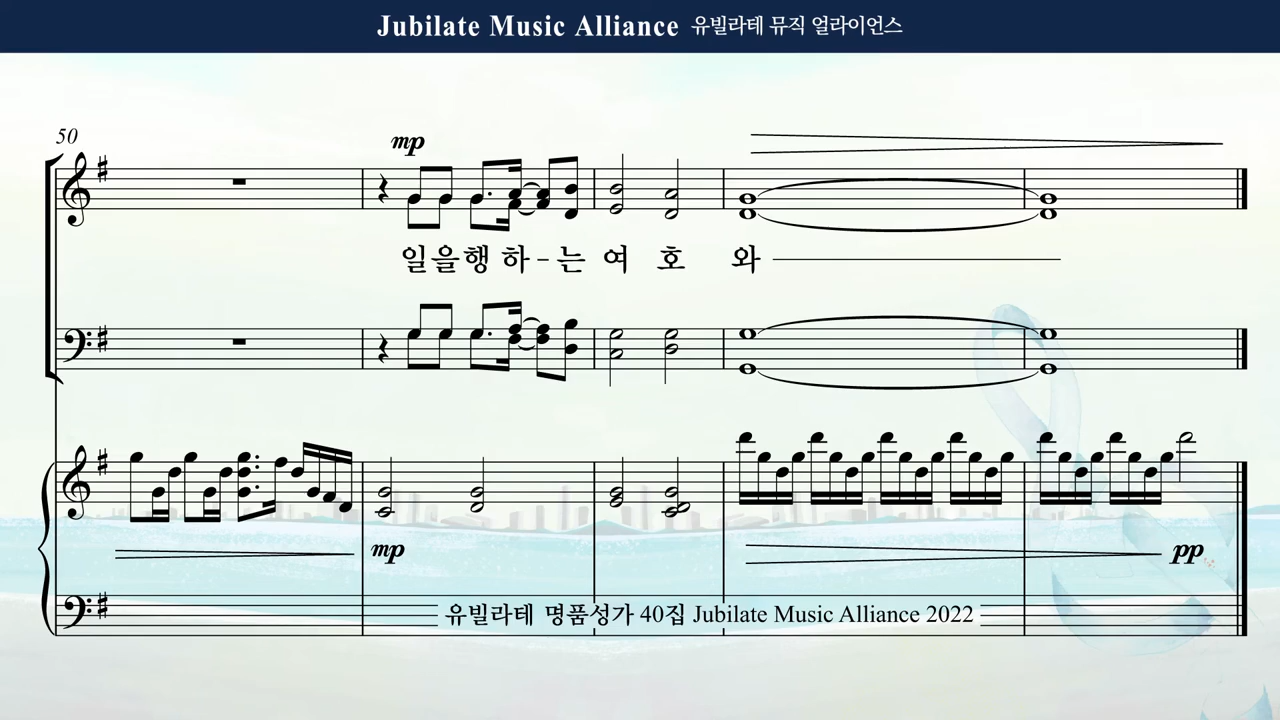 Jubilate Music Alliance 유빌라테 뮤직 얼라이언스
50
mp
일을행 하-는 여 호 와
mp
pp
유빌라테 명품성가 40집 Jubilate Music Alliance 2022